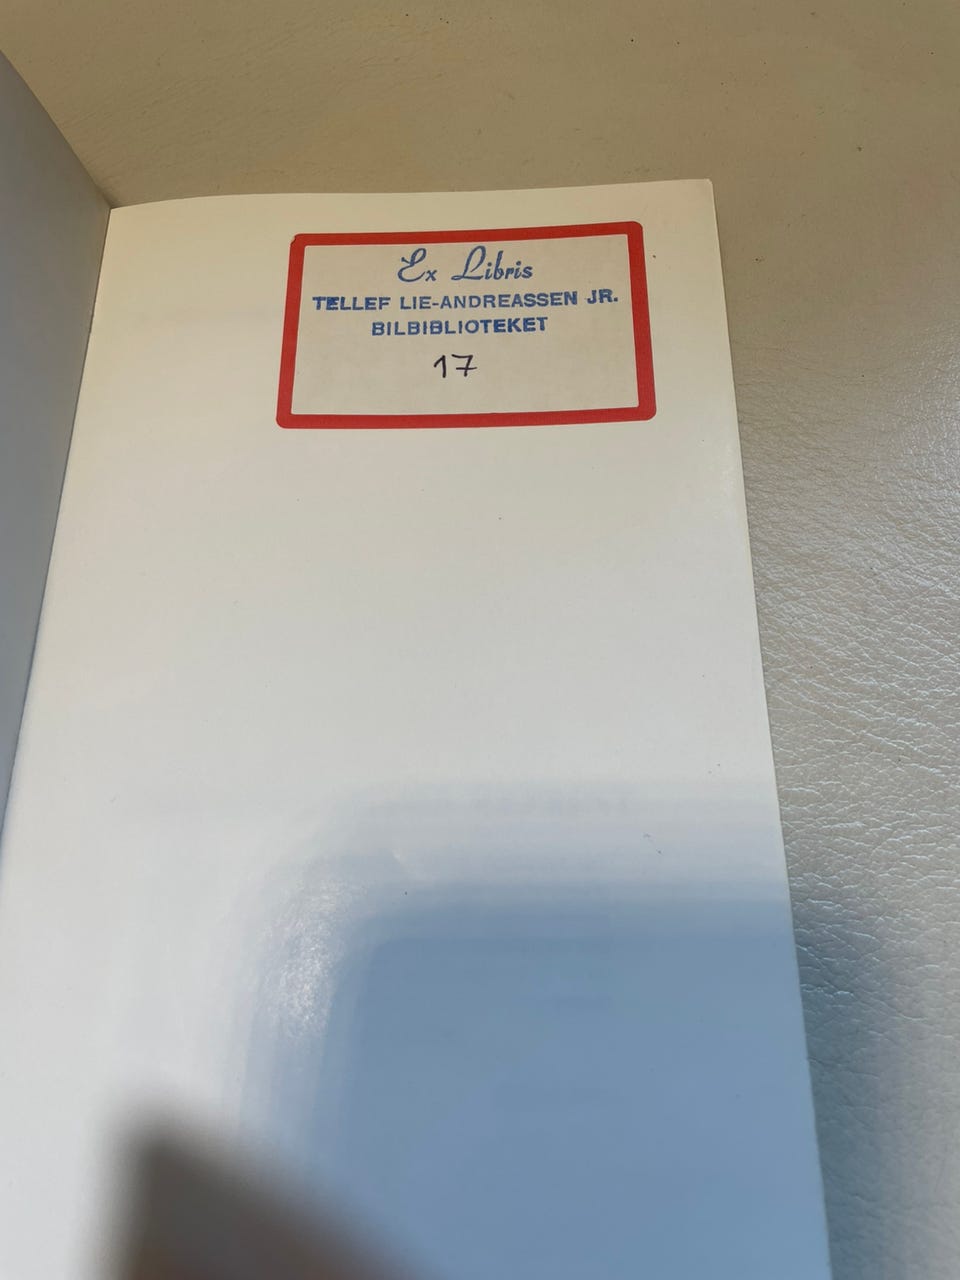 Ex Libris
TELLEF LIE-ANDREASSEN JR.
BILBIBLIOTEKET
17